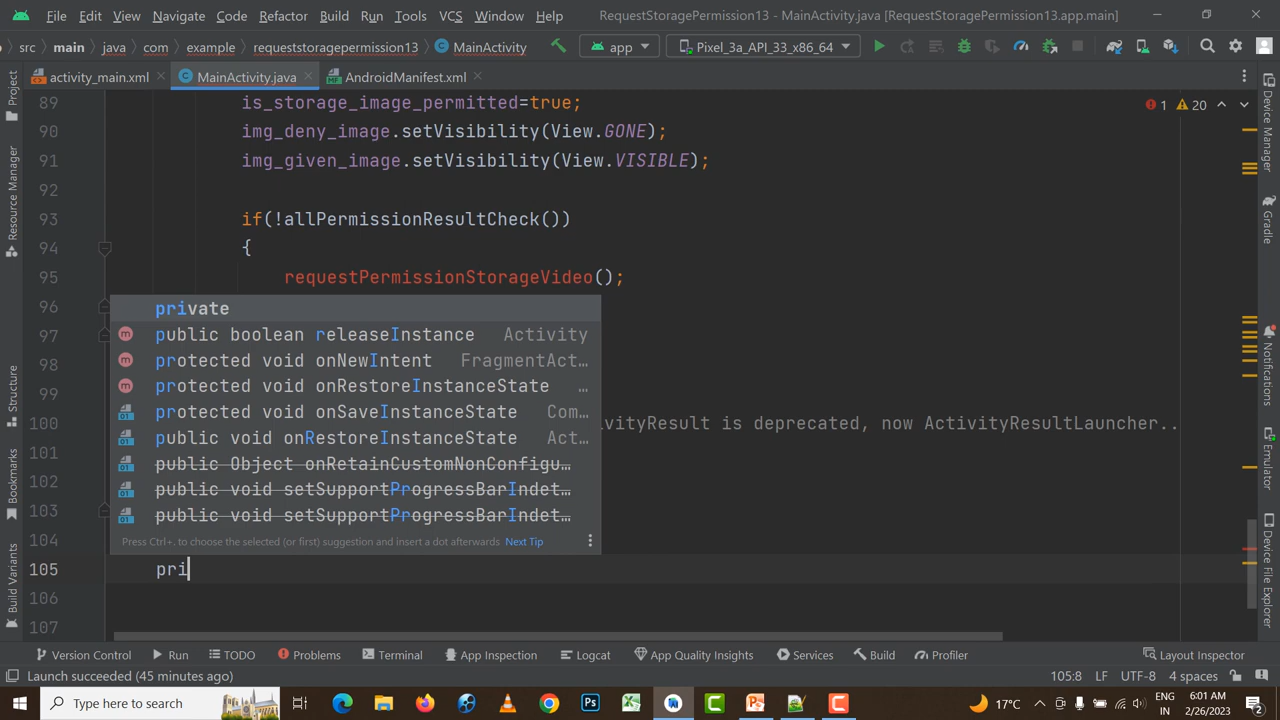 File Edit View Navigate Code Refactor Build Run Tools VCS Window Help RequestStoragePermission13 - MainActivity.java [RequestStoragePermission13.app.main]
src main java com example requeststoragepermission13 MainActivity app Pixel_3a_API_33_x86_64
activity_main.xml MainActivity.java AndroidManifest.xml
89 is_storage_image_permitted=true; 1 20
90 img_deny_image.setVisibility(View.GONE);
91 img_given_image.setVisibility(View.VISIBLE);
92
93 if(!allPermissionResultCheck())
94 {
95 requestPermissionStorageVideo();
96 private
97 public boolean releaseInstance Activity
98 protected void onNewIntent FragmentAct…
99 protected void onRestoreInstanceState …
protected void onSaveInstanceState Com…
100 ivityResult is deprecated, now ActivityResultLauncher..
101 public void onRestoreInstanceState Act…
public Object onRetainCustomNonConfigu…
102 public void setSupportProgressBarIndet…
103 public void setSupportProgressBarIndet…
104 Press Ctrl+. to choose the selected (or first) suggestion and insert a dot afterwards Next Tip
105 pri
106
107
Project
Resource Manager
Structure
Bookmarks
Build Variants
Device Manager
Gradle
Notifications
Emulator
Device File Explorer
Version Control Run TODO Problems Terminal App Inspection Logcat App Quality Insights Services Build Profiler Layout Inspector
Launch succeeded (45 minutes ago) 105:8 LF UTF-8 4 spaces
Type here to search 17°C ENG 6:01 AM
IN 2/26/2023 2